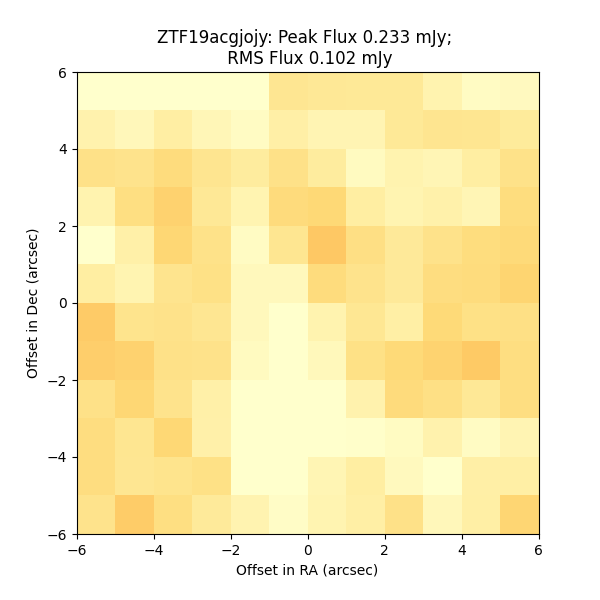 ZTF19acgjojy: Peak Flux 0.233 mJy;
RMS Flux 0.102 mJy
6
4
2
0
−2
−4
−6
Offset in Dec (arcsec)
−6 −4 −2 0 2 4 6
Offset in RA (arcsec)